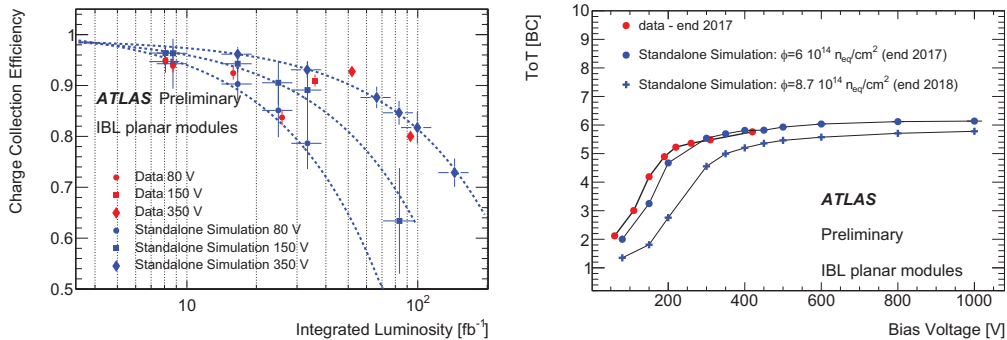 Charge Collection Efficiency
1
0.9
0.8
0.7
0.6
0.5
ATLAS Preliminary
IBL planar modules
Data 80 V
Data 150 V
Data 350 V
Standalone Simulation 80 V
Standalone Simulation 150 V
Standalone Simulation 350 V
10
10²
Integrated Luminosity [fb⁻¹]
ToT [BC]
10
9
8
7
6
5
4
3
2
1
data - end 2017
Standalone Simulation: ϕ=6 10¹⁴ nₑq/cm² (end 2017)
Standalone Simulation: ϕ=8.7 10¹⁴ nₑq/cm² (end 2018)
ATLAS
Preliminary
IBL planar modules
200 400 600 800 1000
Bias Voltage [V]